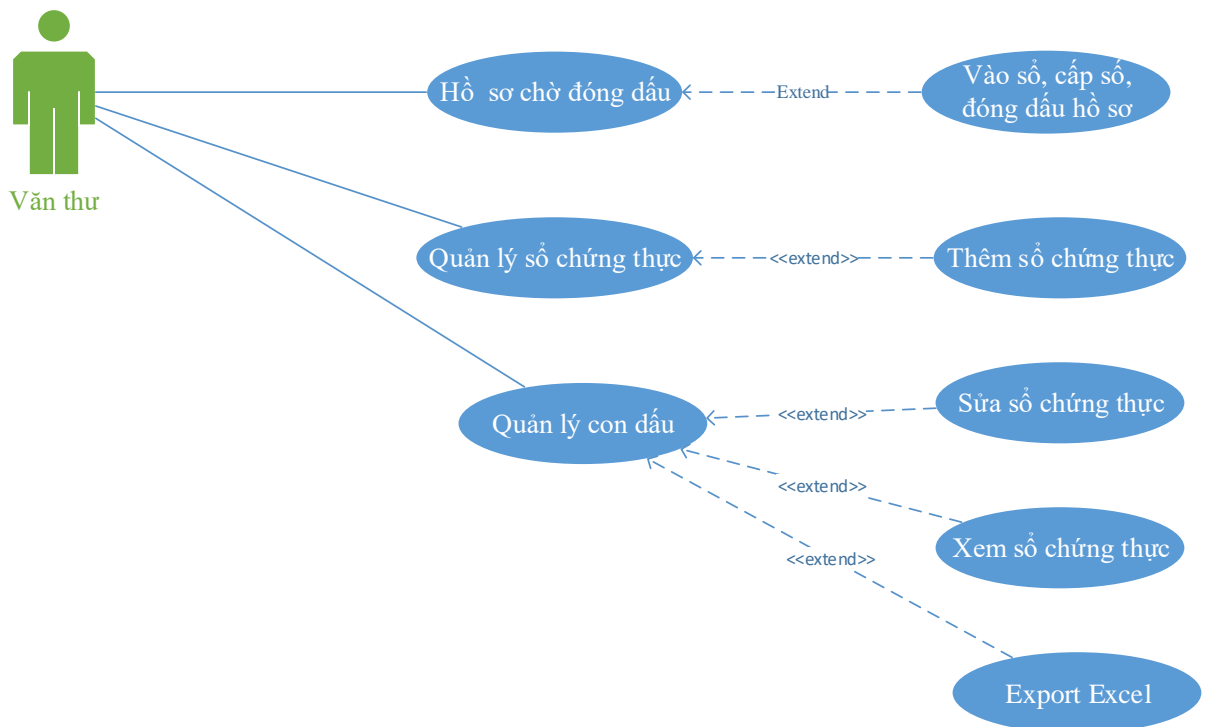 Văn thư
Hồ sơ chờ đóng dấu
Extend
Vào sổ, cấp số,
đóng dấu hồ sơ
Quản lý sổ chứng thực
<<extend>>
Thêm sổ chứng thực
Quản lý con dấu
<<extend>>
Sửa sổ chứng thực
<<extend>>
Xem sổ chứng thực
<<extend>>
Export Excel